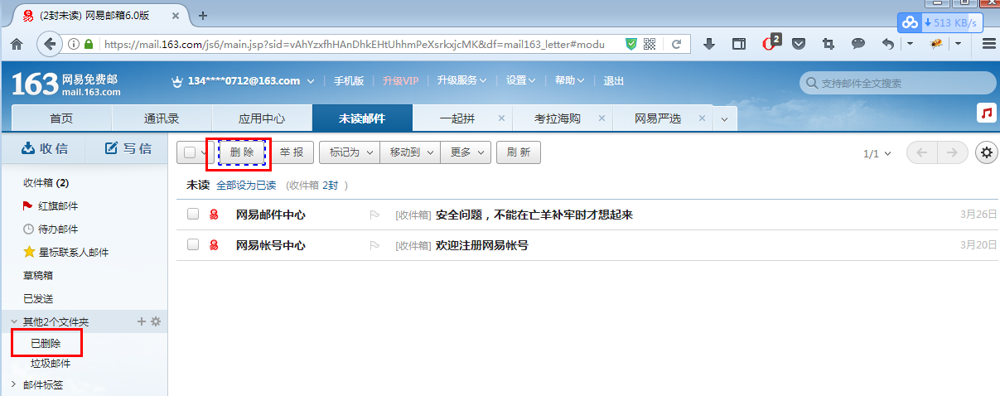 (2封未读) 网易邮箱6.0版
513 KB/s
https://mail.163.com/js6/main.jsp?sid=vAhYzxfhHAnDhkEHtUhhmPeXsrkxjcMK&df=mail163_letter#modu
2
163 网易免费邮
mail.163.com
134****0712@163.com 手机版 升级VIP 升级服务 设置 帮助 退出
支持邮件全文搜索
首页 通讯录 应用中心 未读邮件 一起拼 考拉海购 网易严选
收信 写信
删除 举报 标记为 移动到 更多 刷新 1/1
收件箱 (2)
未读 全部设为已读 (收件箱 2封 )
红旗邮件
网易邮件中心 [收件箱] 安全问题，不能在亡羊补牢时才想起来 3月26日
待办邮件
网易帐号中心 [收件箱] 欢迎注册网易帐号 3月20日
星标联系人邮件
草稿箱
已发送
其他2个文件夹
已删除
垃圾邮件
邮件标签